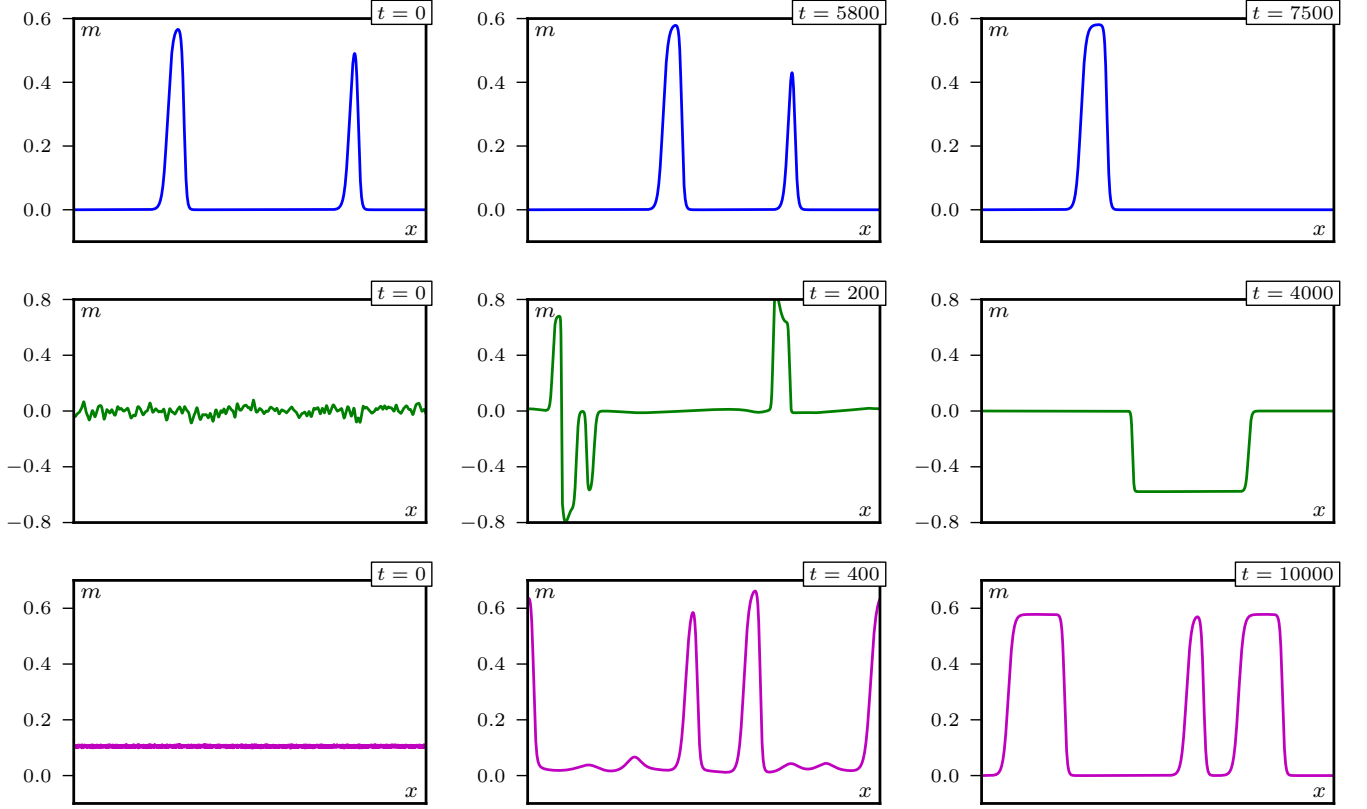 t = 0
t = 5800
t = 7500
0.6 m
0.6 m
0.6 m
0.4
0.4
0.4
0.2
0.2
0.2
0.0
0.0
0.0
x
x
x
t = 0
t = 200
t = 4000
0.8 m
0.8 m
0.8 m
0.4
0.4
0.4
0.0
0.0
0.0
−0.4
−0.4
−0.4
−0.8 x
−0.8 x
−0.8 x
t = 0
t = 400
t = 10000
m
m
m
0.6
0.6
0.6
0.4
0.4
0.4
0.2
0.2
0.2
0.0
0.0
0.0
x
x
x